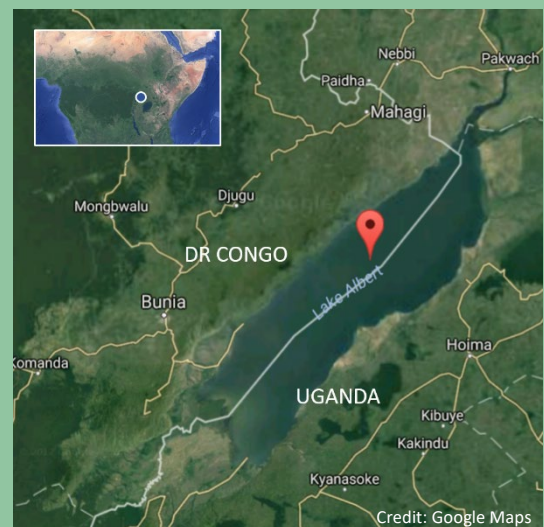 Nebbi
Pakwach
Paidha
Mahagi
Djugu
Mongbwalu
DR CONGO
Lake Albert
Bunia
Hoima
Komanda
UGANDA
Kibuye
Kakindu
Kyanasoke
Credit: Google Maps